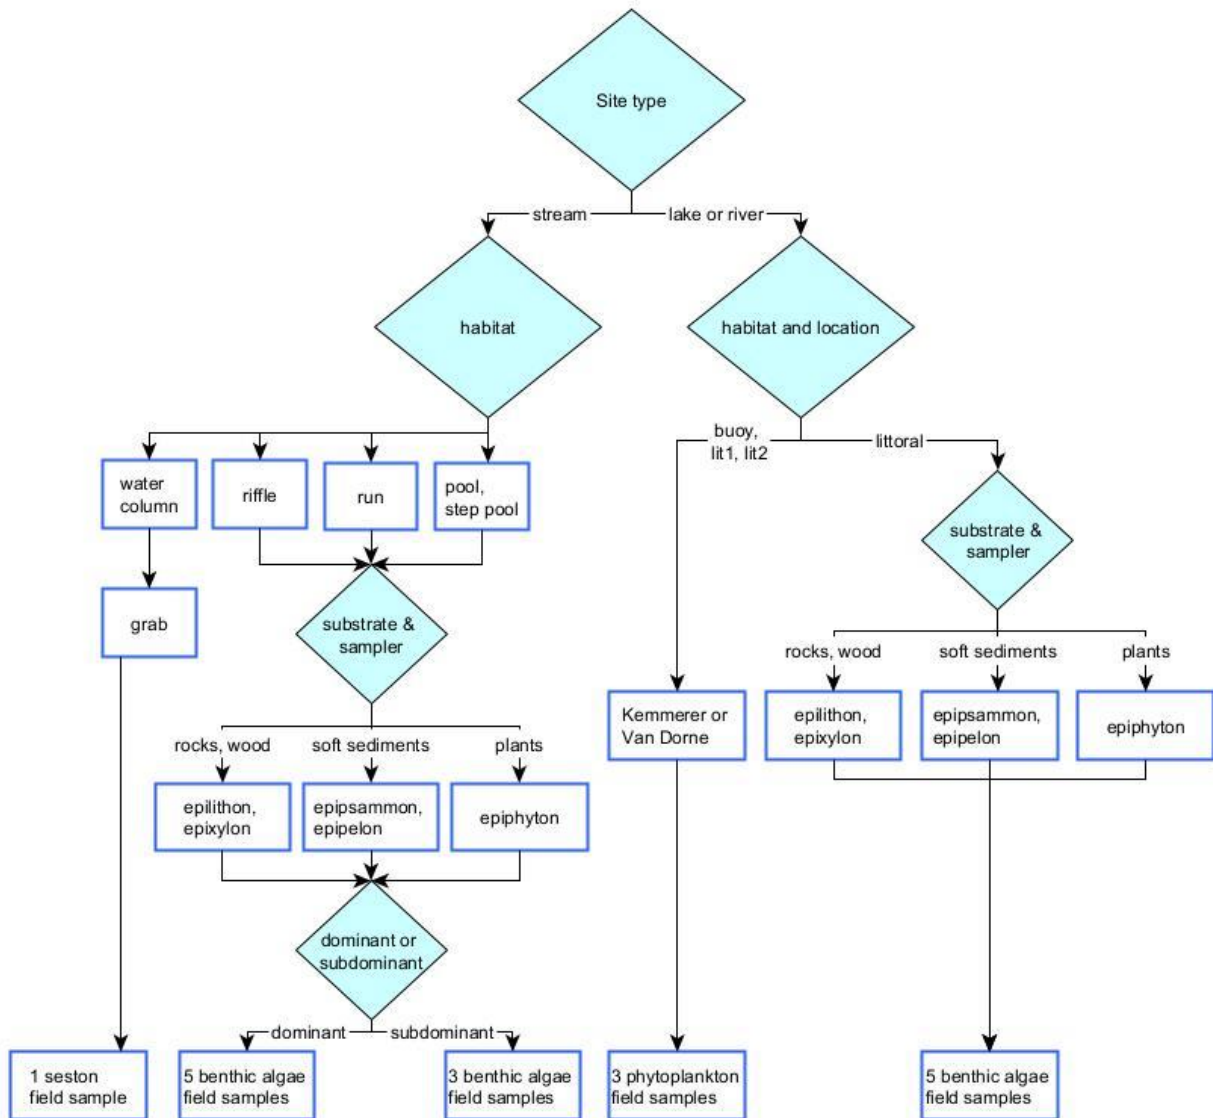 Site type
stream
lake or river
habitat
habitat and location
buoy,
lit1, lit2
littoral
water
column
riffle
run
pool,
step pool
substrate &
sampler
grab
substrate &
sampler
rocks, wood
soft sediments
plants
Kemmerer or
Van Dorne
epilithon,
epixylon
epipsammon,
epipelon
epiphyton
rocks, wood
soft sediments
plants
epilithon,
epixylon
epipsammon,
epipelon
epiphyton
dominant or
subdominant
dominant
subdominant
1 seston
field sample
5 benthic algae
field samples
3 benthic algae
field samples
3 phytoplankton
field samples
5 benthic algae
field samples